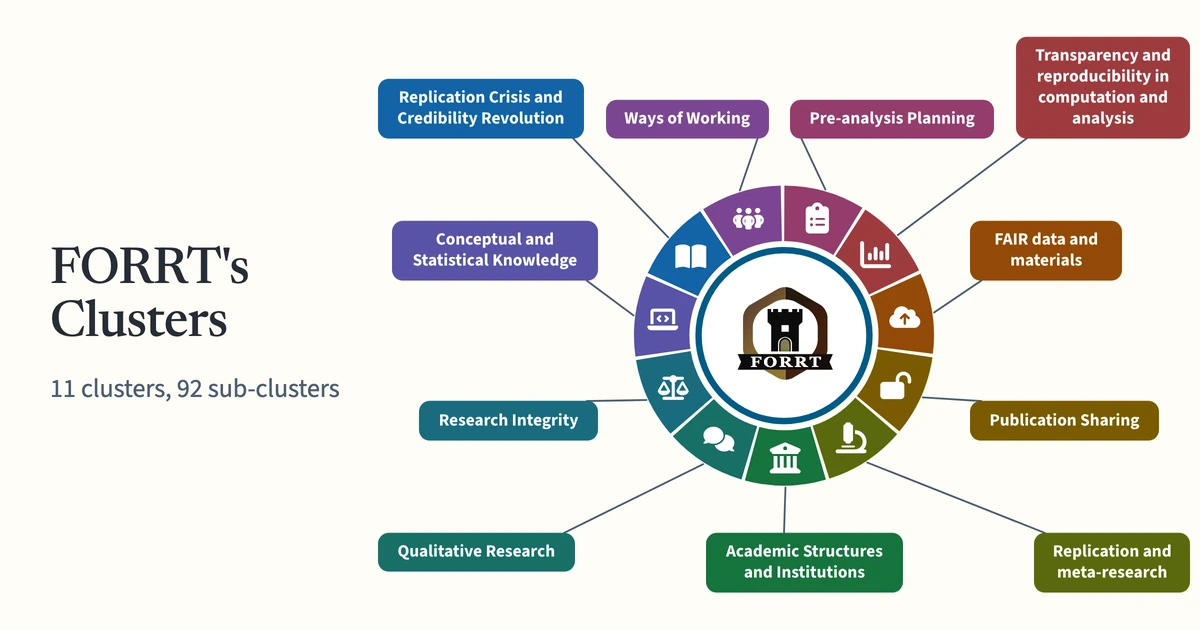 FORRT's
Clusters
11 clusters, 92 sub-clusters
Replication Crisis and
Credibility Revolution
Ways of Working
Pre-analysis Planning
Transparency and
reproducibility in
computation and
analysis
Conceptual and
Statistical Knowledge
FAIR data and
materials
FORRT
Research Integrity
Publication Sharing
Qualitative Research
Academic Structures
and Institutions
Replication and
meta-research